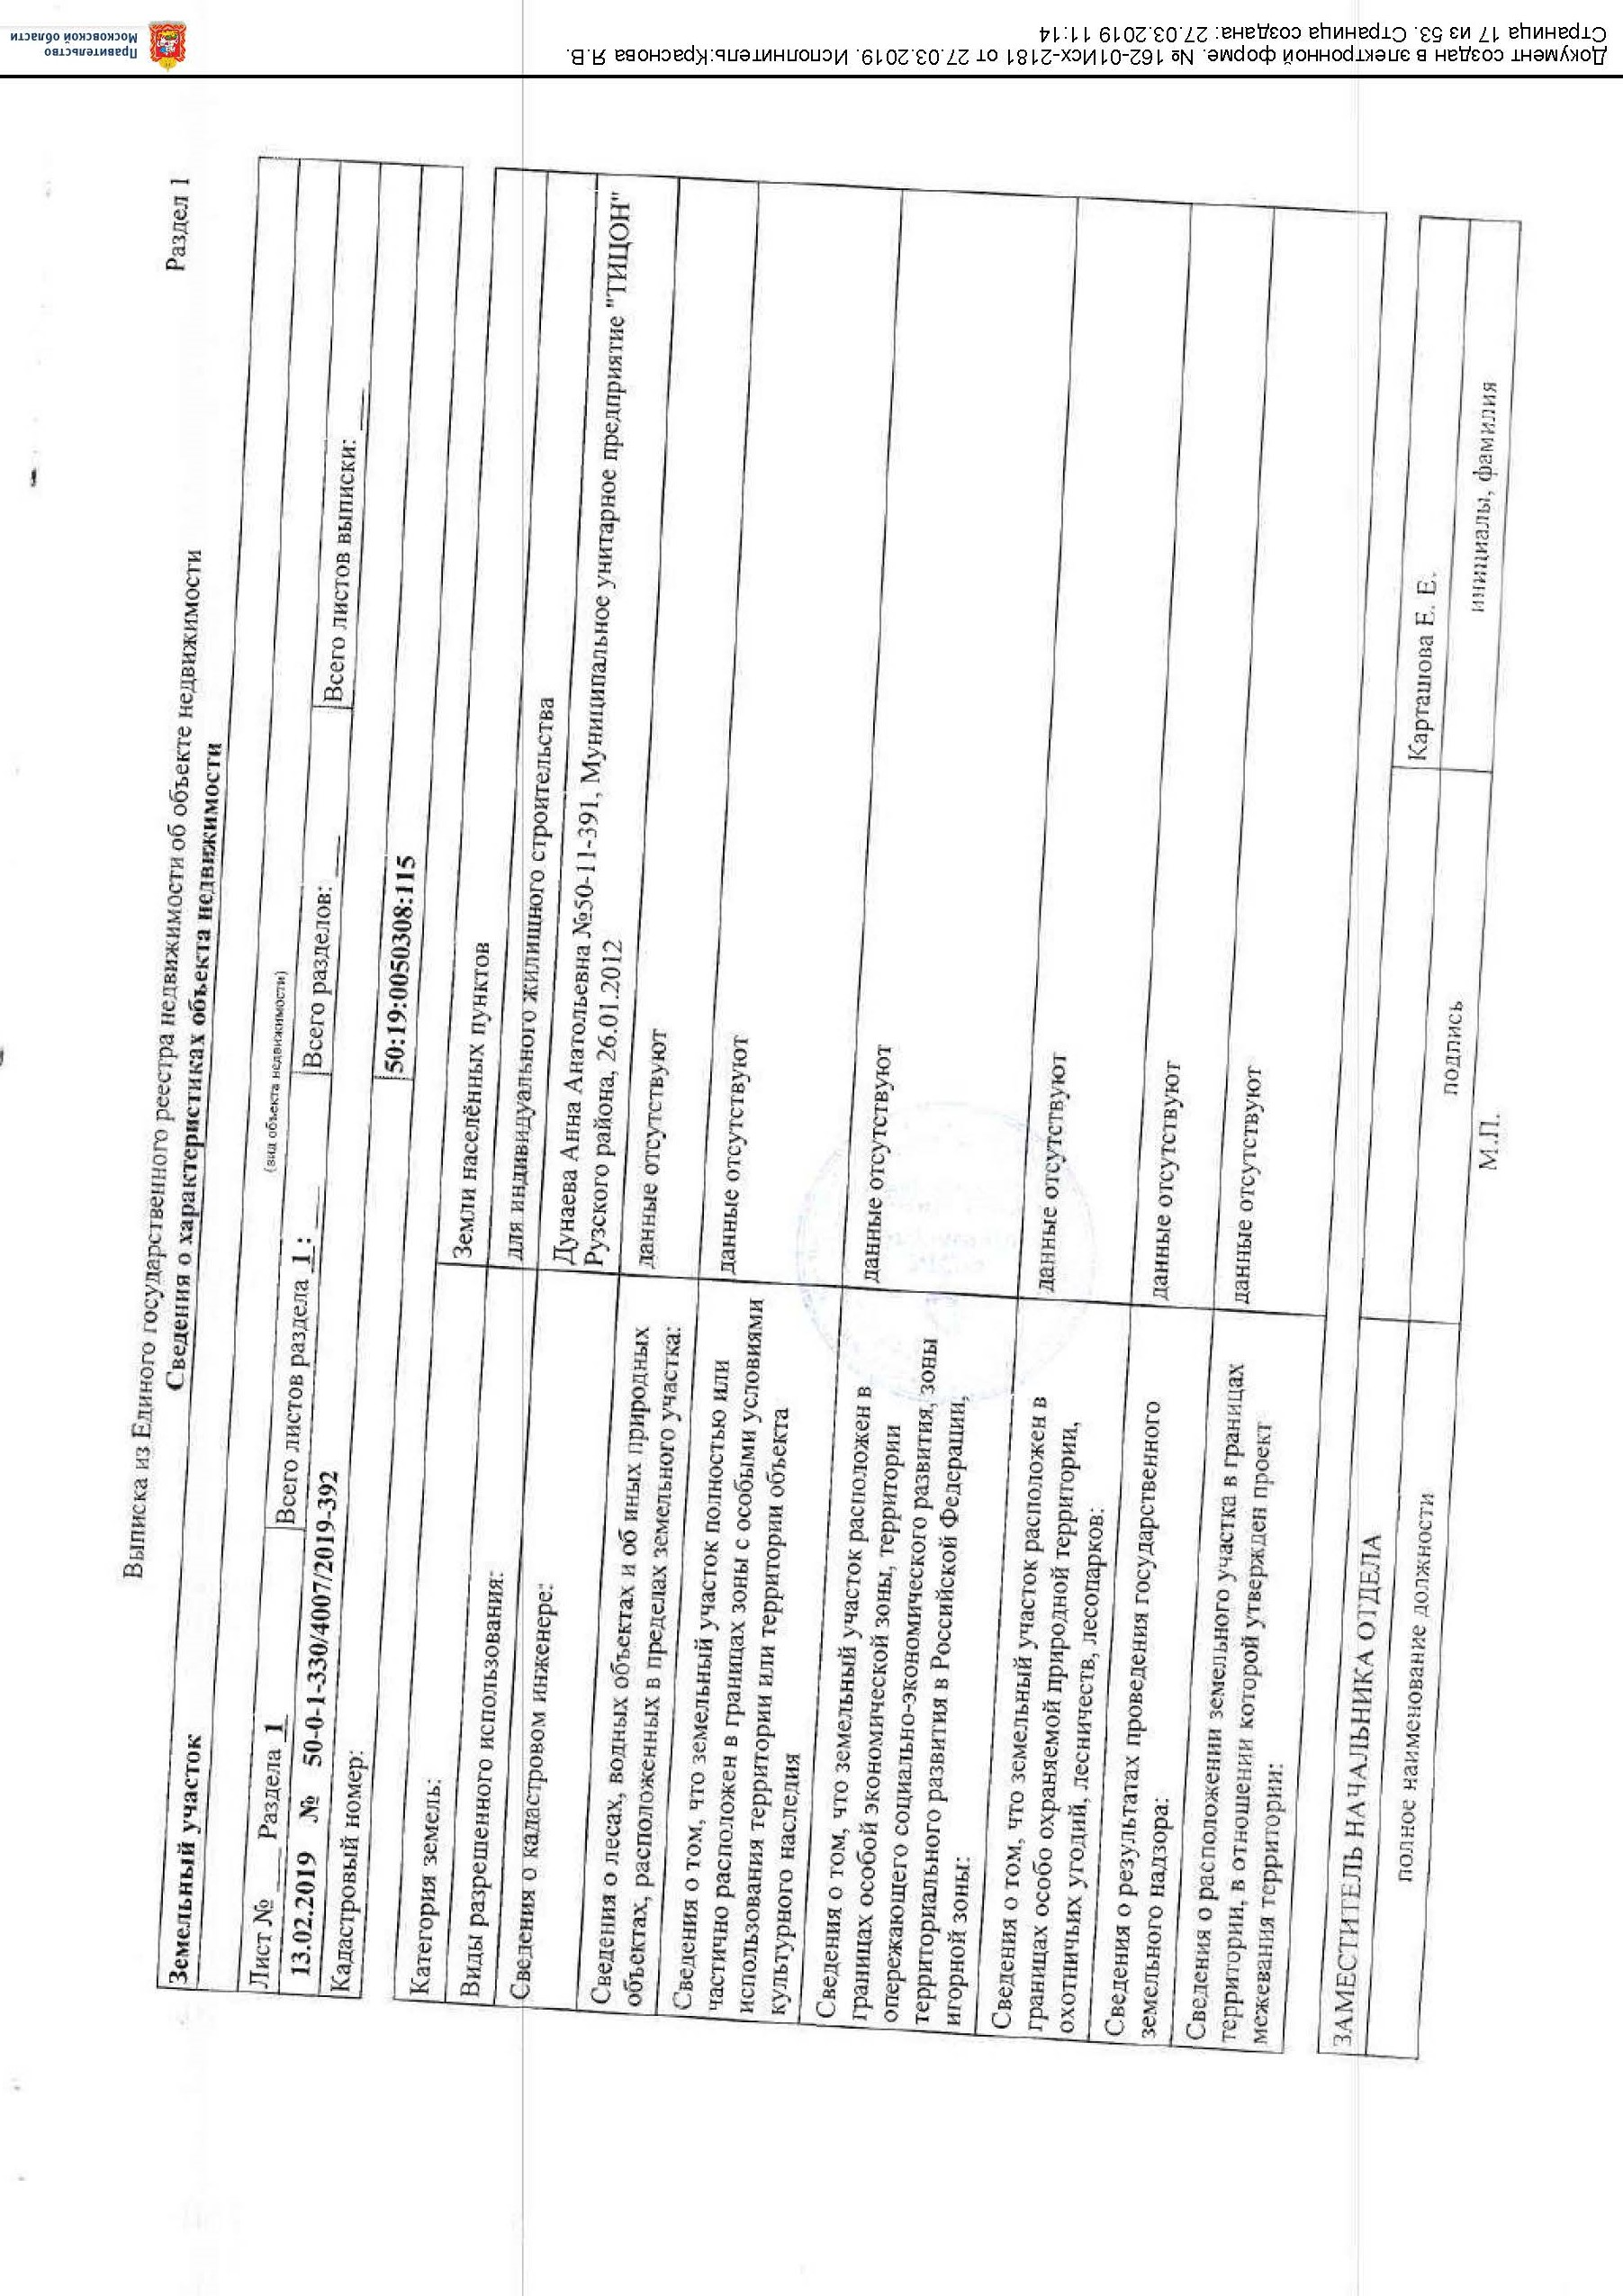 Документ создан в электронной форме. № 162-01Исх-2181 от 27.03.2019. Исполнитель:Краснова Я.В.
Страница 17 из 53. Страница создана: 27.03.2019 11:14
Правительство
Московской области
Раздел 1
Выписка из Единого государственного реестра недвижимости об объекте недвижимости
Сведения о характеристиках объекта недвижимости
Земельный участок
(вид объекта недвижимости)
Лист № ___ Раздела 1
Всего листов раздела 1 : ___
Всего разделов: ___
Всего листов выписки: ___
13.02.2019 № 50-0-1-330/4007/2019-392
Кадастровый номер:
50:19:0050308:115
Категория земель:
Земли населённых пунктов
Виды разрешенного использования:
для индивидуального жилищного строительства
Сведения о кадастровом инженере:
Дунаева Анна Анатольевна №50-11-391, Муниципальное унитарное предприятие "ТИЦОН"
Рузского района, 26.01.2012
Сведения о лесах, водных объектах и об иных природных
объектах, расположенных в пределах земельного участка:
данные отсутствуют
Сведения о том, что земельный участок полностью или
частично расположен в границах зоны с особыми условиями
использования территории или территории объекта
культурного наследия
данные отсутствуют
Сведения о том, что земельный участок расположен в
границах особой экономической зоны, территории
опережающего социально-экономического развития, зоны
территориального развития в Российской Федерации,
игорной зоны:
данные отсутствуют
Сведения о том, что земельный участок расположен в
границах особо охраняемой природной территории,
охотничьих угодий, лесничеств, лесопарков:
данные отсутствуют
Сведения о результатах проведения государственного
земельного надзора:
данные отсутствуют
Сведения о расположении земельного участка в границах
территории, в отношении которой утвержден проект
межевания территории:
данные отсутствуют
ЗАМЕСТИТЕЛЬ НАЧАЛЬНИКА ОТДЕЛА
Карташова Е. Е.
полное наименование должности
подпись
инициалы, фамилия
М.П.